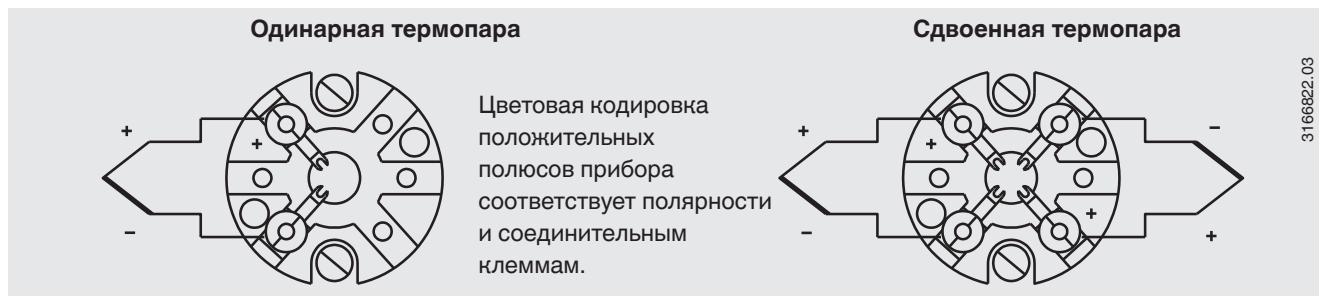 Одинарная термопара
Сдвоенная термопара
3166822.03
Цветовая кодировка
положительных
полюсов прибора
соответствует полярности
и соединительным
клеммам.
+
+
–
+
+
–
–
+
+